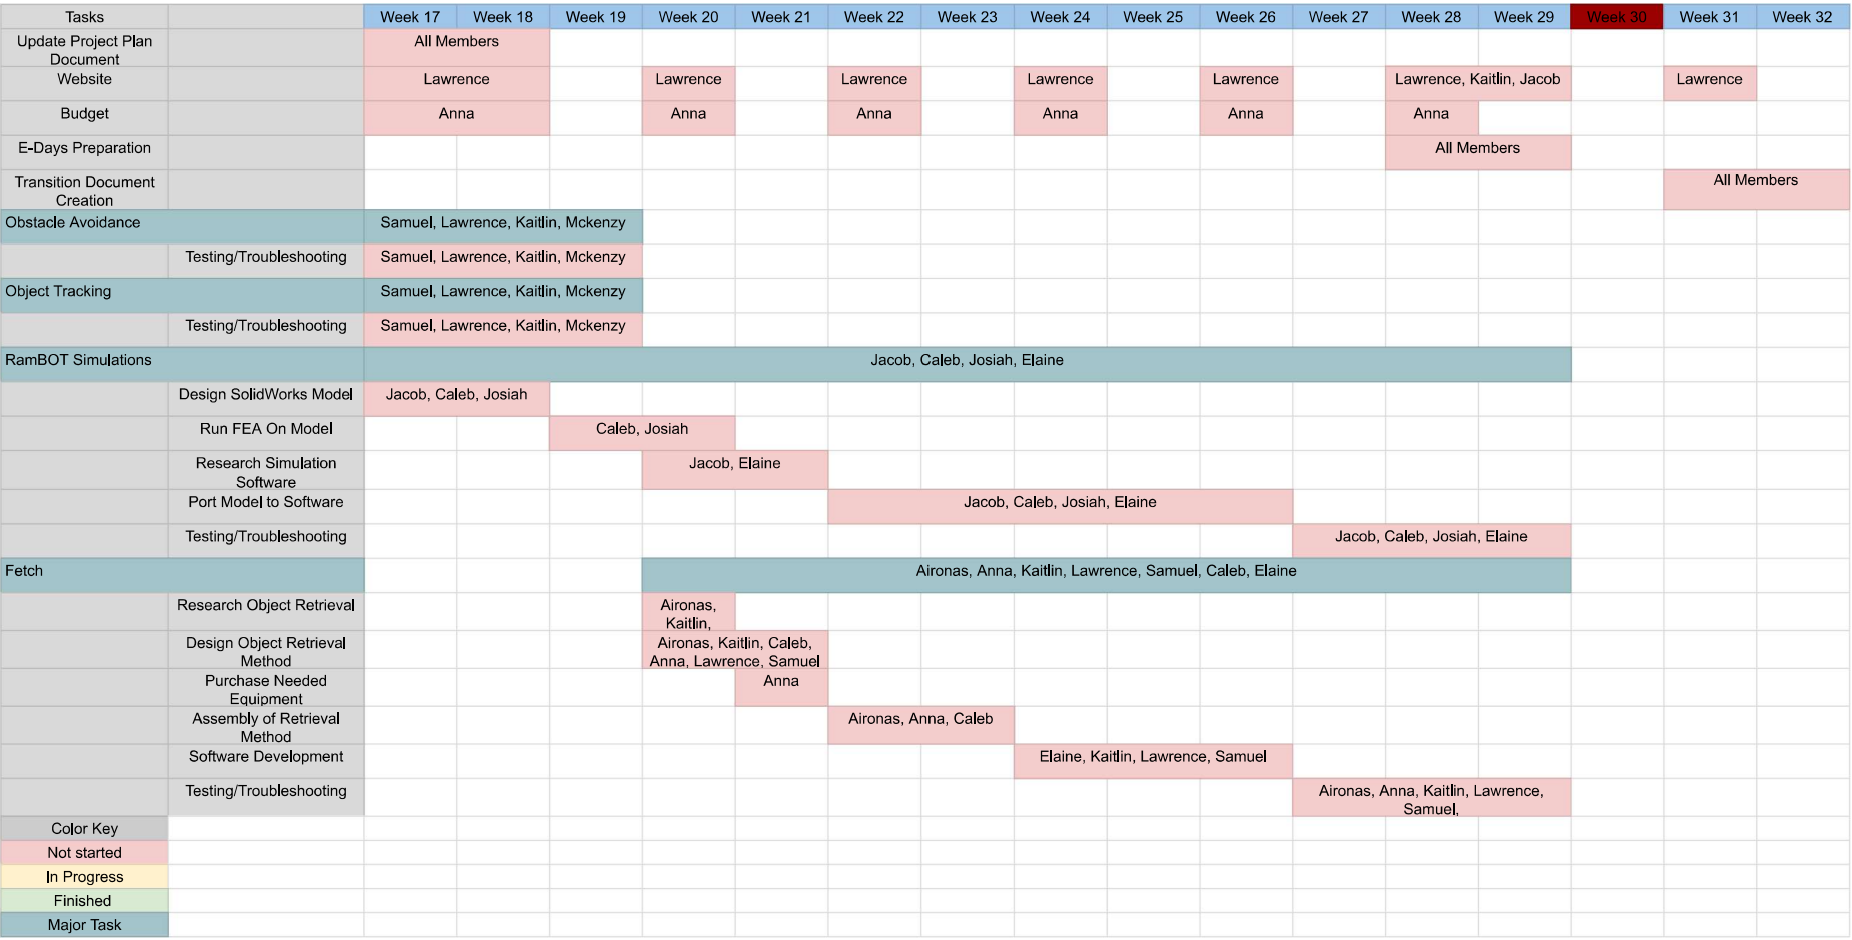 Tasks Week 17 Week 18 Week 19 Week 20 Week 21 Week 22 Week 23 Week 24 Week 25 Week 26 Week 27 Week 28 Week 29 Week 30 Week 31 Week 32
Update Project Plan
Document
All Members
Website Lawrence Lawrence Lawrence Lawrence Lawrence Lawrence, Kaitlin, Jacob Lawrence
Budget Anna Anna Anna Anna Anna Anna
E-Days Preparation All Members
Transition Document
Creation
All Members
Obstacle Avoidance Samuel, Lawrence, Kaitlin, Mckenzy
Testing/Troubleshooting Samuel, Lawrence, Kaitlin, Mckenzy
Object Tracking Samuel, Lawrence, Kaitlin, Mckenzy
Testing/Troubleshooting Samuel, Lawrence, Kaitlin, Mckenzy
RamBOT Simulations Jacob, Caleb, Josiah, Elaine
Design SolidWorks Model Jacob, Caleb, Josiah
Run FEA On Model Caleb, Josiah
Research Simulation
Software
Jacob, Elaine
Port Model to Software Jacob, Caleb, Josiah, Elaine
Testing/Troubleshooting Jacob, Caleb, Josiah, Elaine
Fetch Aironas, Anna, Kaitlin, Lawrence, Samuel, Caleb, Elaine
Research Object Retrieval Aironas,
Kaitlin,
Design Object Retrieval
Method
Aironas, Kaitlin, Caleb,
Anna, Lawrence, Samuel
Purchase Needed
Equipment
Anna
Assembly of Retrieval
Method
Aironas, Anna, Caleb
Software Development Elaine, Kaitlin, Lawrence, Samuel
Testing/Troubleshooting Aironas, Anna, Kaitlin, Lawrence,
Samuel,
Color Key
Not started
In Progress
Finished
Major Task